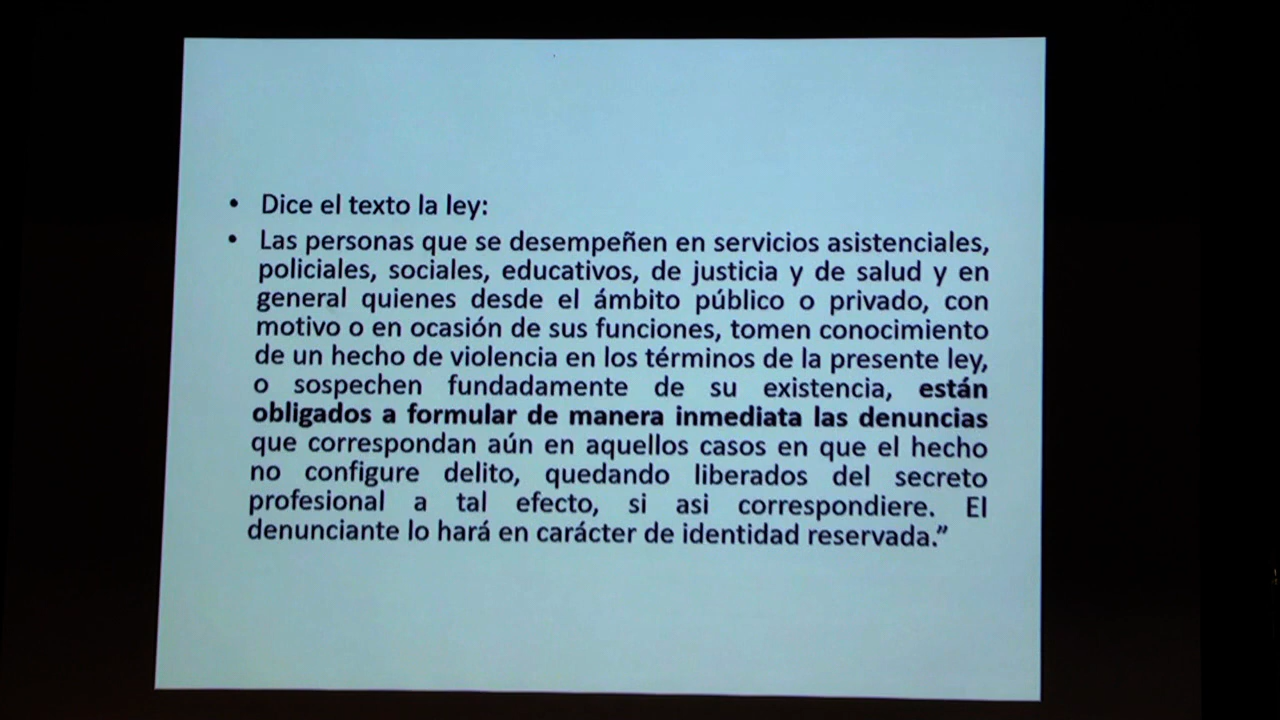 • Dice el texto la ley:
• Las personas que se desempeñen en servicios asistenciales,
policiales, sociales, educativos, de justicia y de salud y en
general quienes desde el ámbito público o privado, con
motivo o en ocasión de sus funciones, tomen conocimiento
de un hecho de violencia en los términos de la presente ley,
o sospechen fundadamente de su existencia, están
obligados a formular de manera inmediata las denuncias
que correspondan aún en aquellos casos en que el hecho
no configure delito, quedando liberados del secreto
profesional a tal efecto, si asi correspondiere. El
denunciante lo hará en carácter de identidad reservada.”